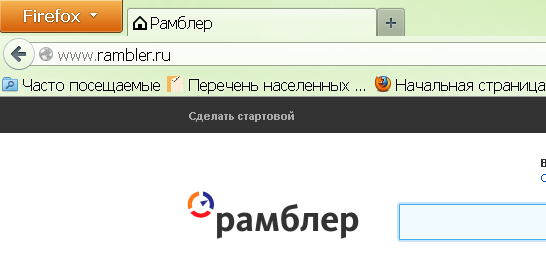 Firefox
Рамблер
www.rambler.ru
Часто посещаемые Перечень населенных ... Начальная страница
Сделать стартовой
рамблер